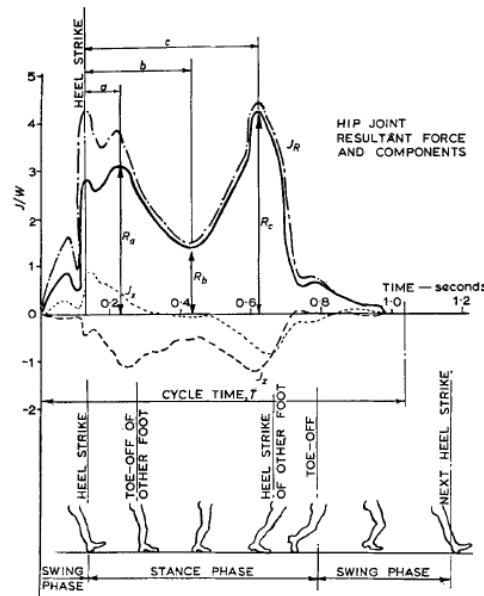 HEEL STRIKE
c
b
a
5
4
3
2
1
0
-1
-2
J/W
HIP JOINT
RESULTANT FORCE
AND COMPONENTS
J_R
R_a
R_b
R_c
J_x
J_z
0·2
0·4
0·6
0·8
1·0
1·2
TIME — seconds
CYCLE TIME, T
HEEL STRIKE
TOE-OFF OF
OTHER FOOT
HEEL STRIKE
OF OTHER FOOT
TOE-OFF
NEXT HEEL STRIKE
SWING
PHASE
STANCE PHASE
SWING PHASE